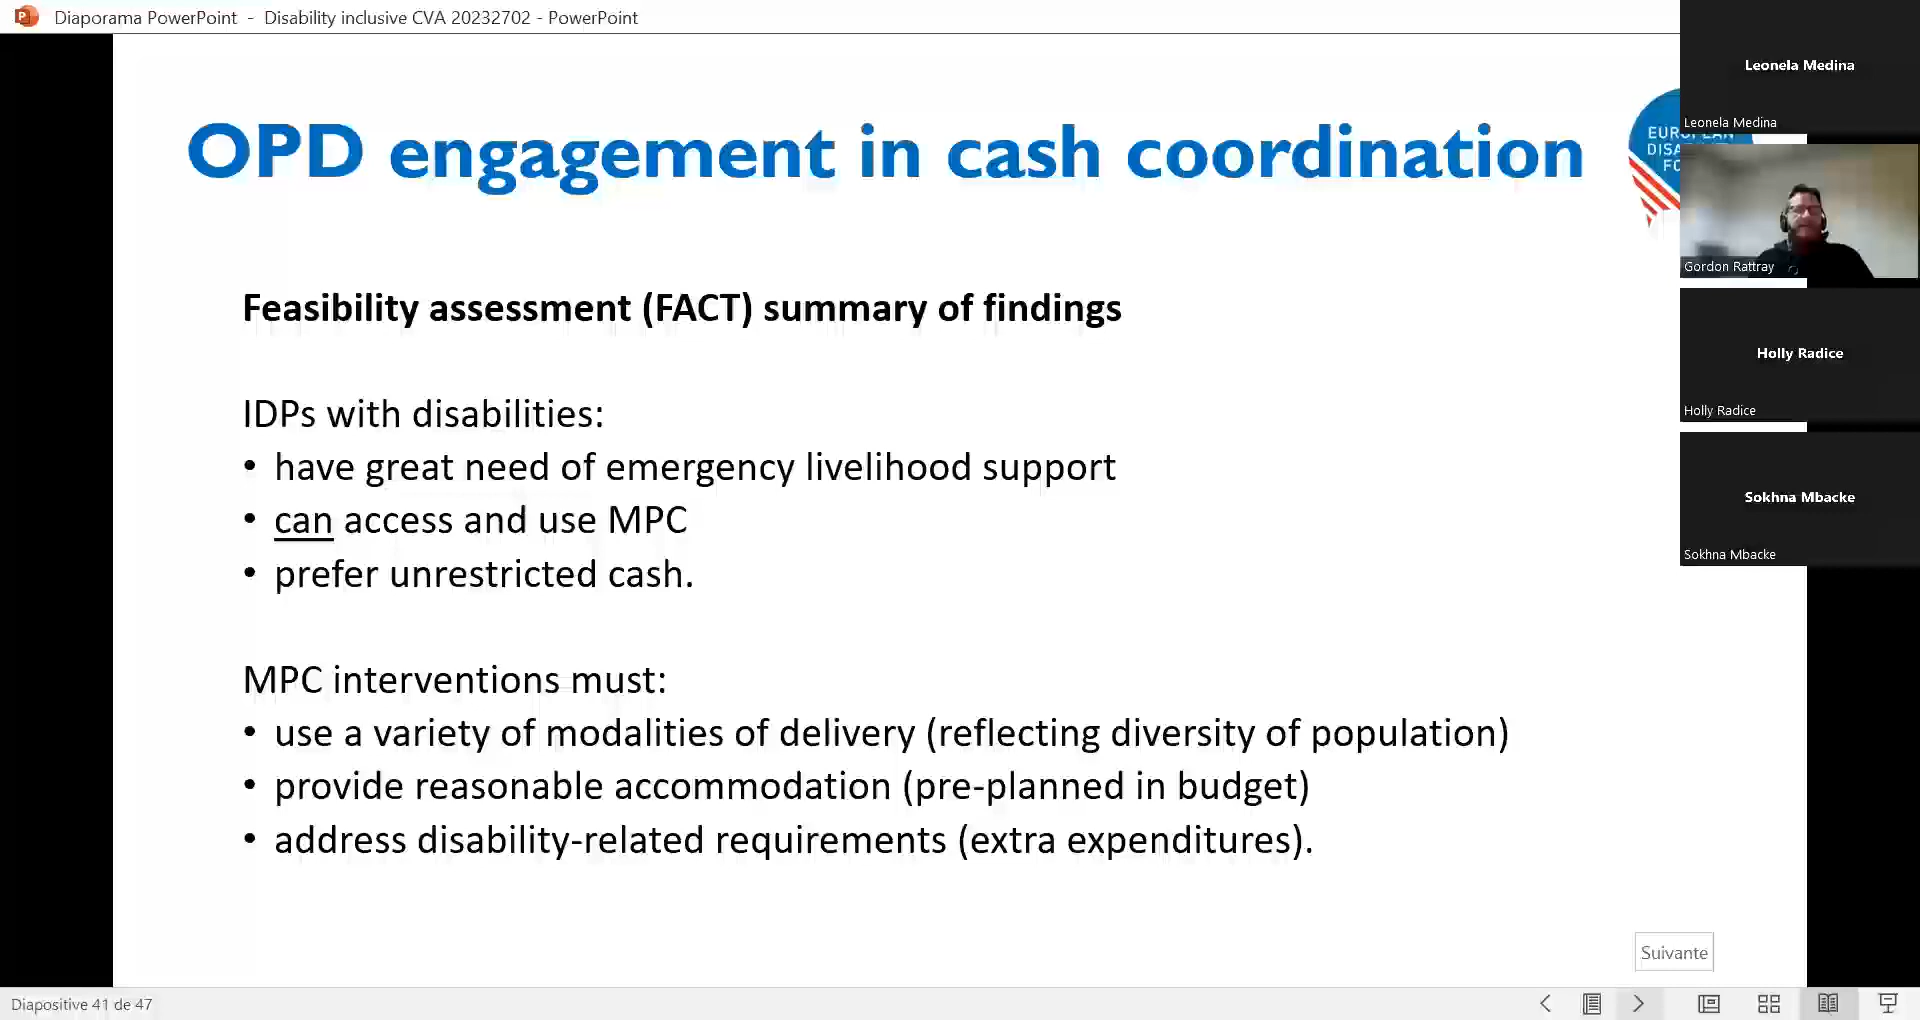 Diaporama PowerPoint - Disability inclusive CVA 20232702 - PowerPoint
OPD engagement in cash coordination
Feasibility assessment (FACT) summary of findings
IDPs with disabilities:
• have great need of emergency livelihood support
• can access and use MPC
• prefer unrestricted cash.
MPC interventions must:
• use a variety of modalities of delivery (reflecting diversity of population)
• provide reasonable accommodation (pre-planned in budget)
• address disability-related requirements (extra expenditures).
Suivante
Diapositive 41 de 47
Leonela Medina
Leonela Medina
Gordon Rattray
Holly Radice
Holly Radice
Sokhna Mbacke
Sokhna Mbacke